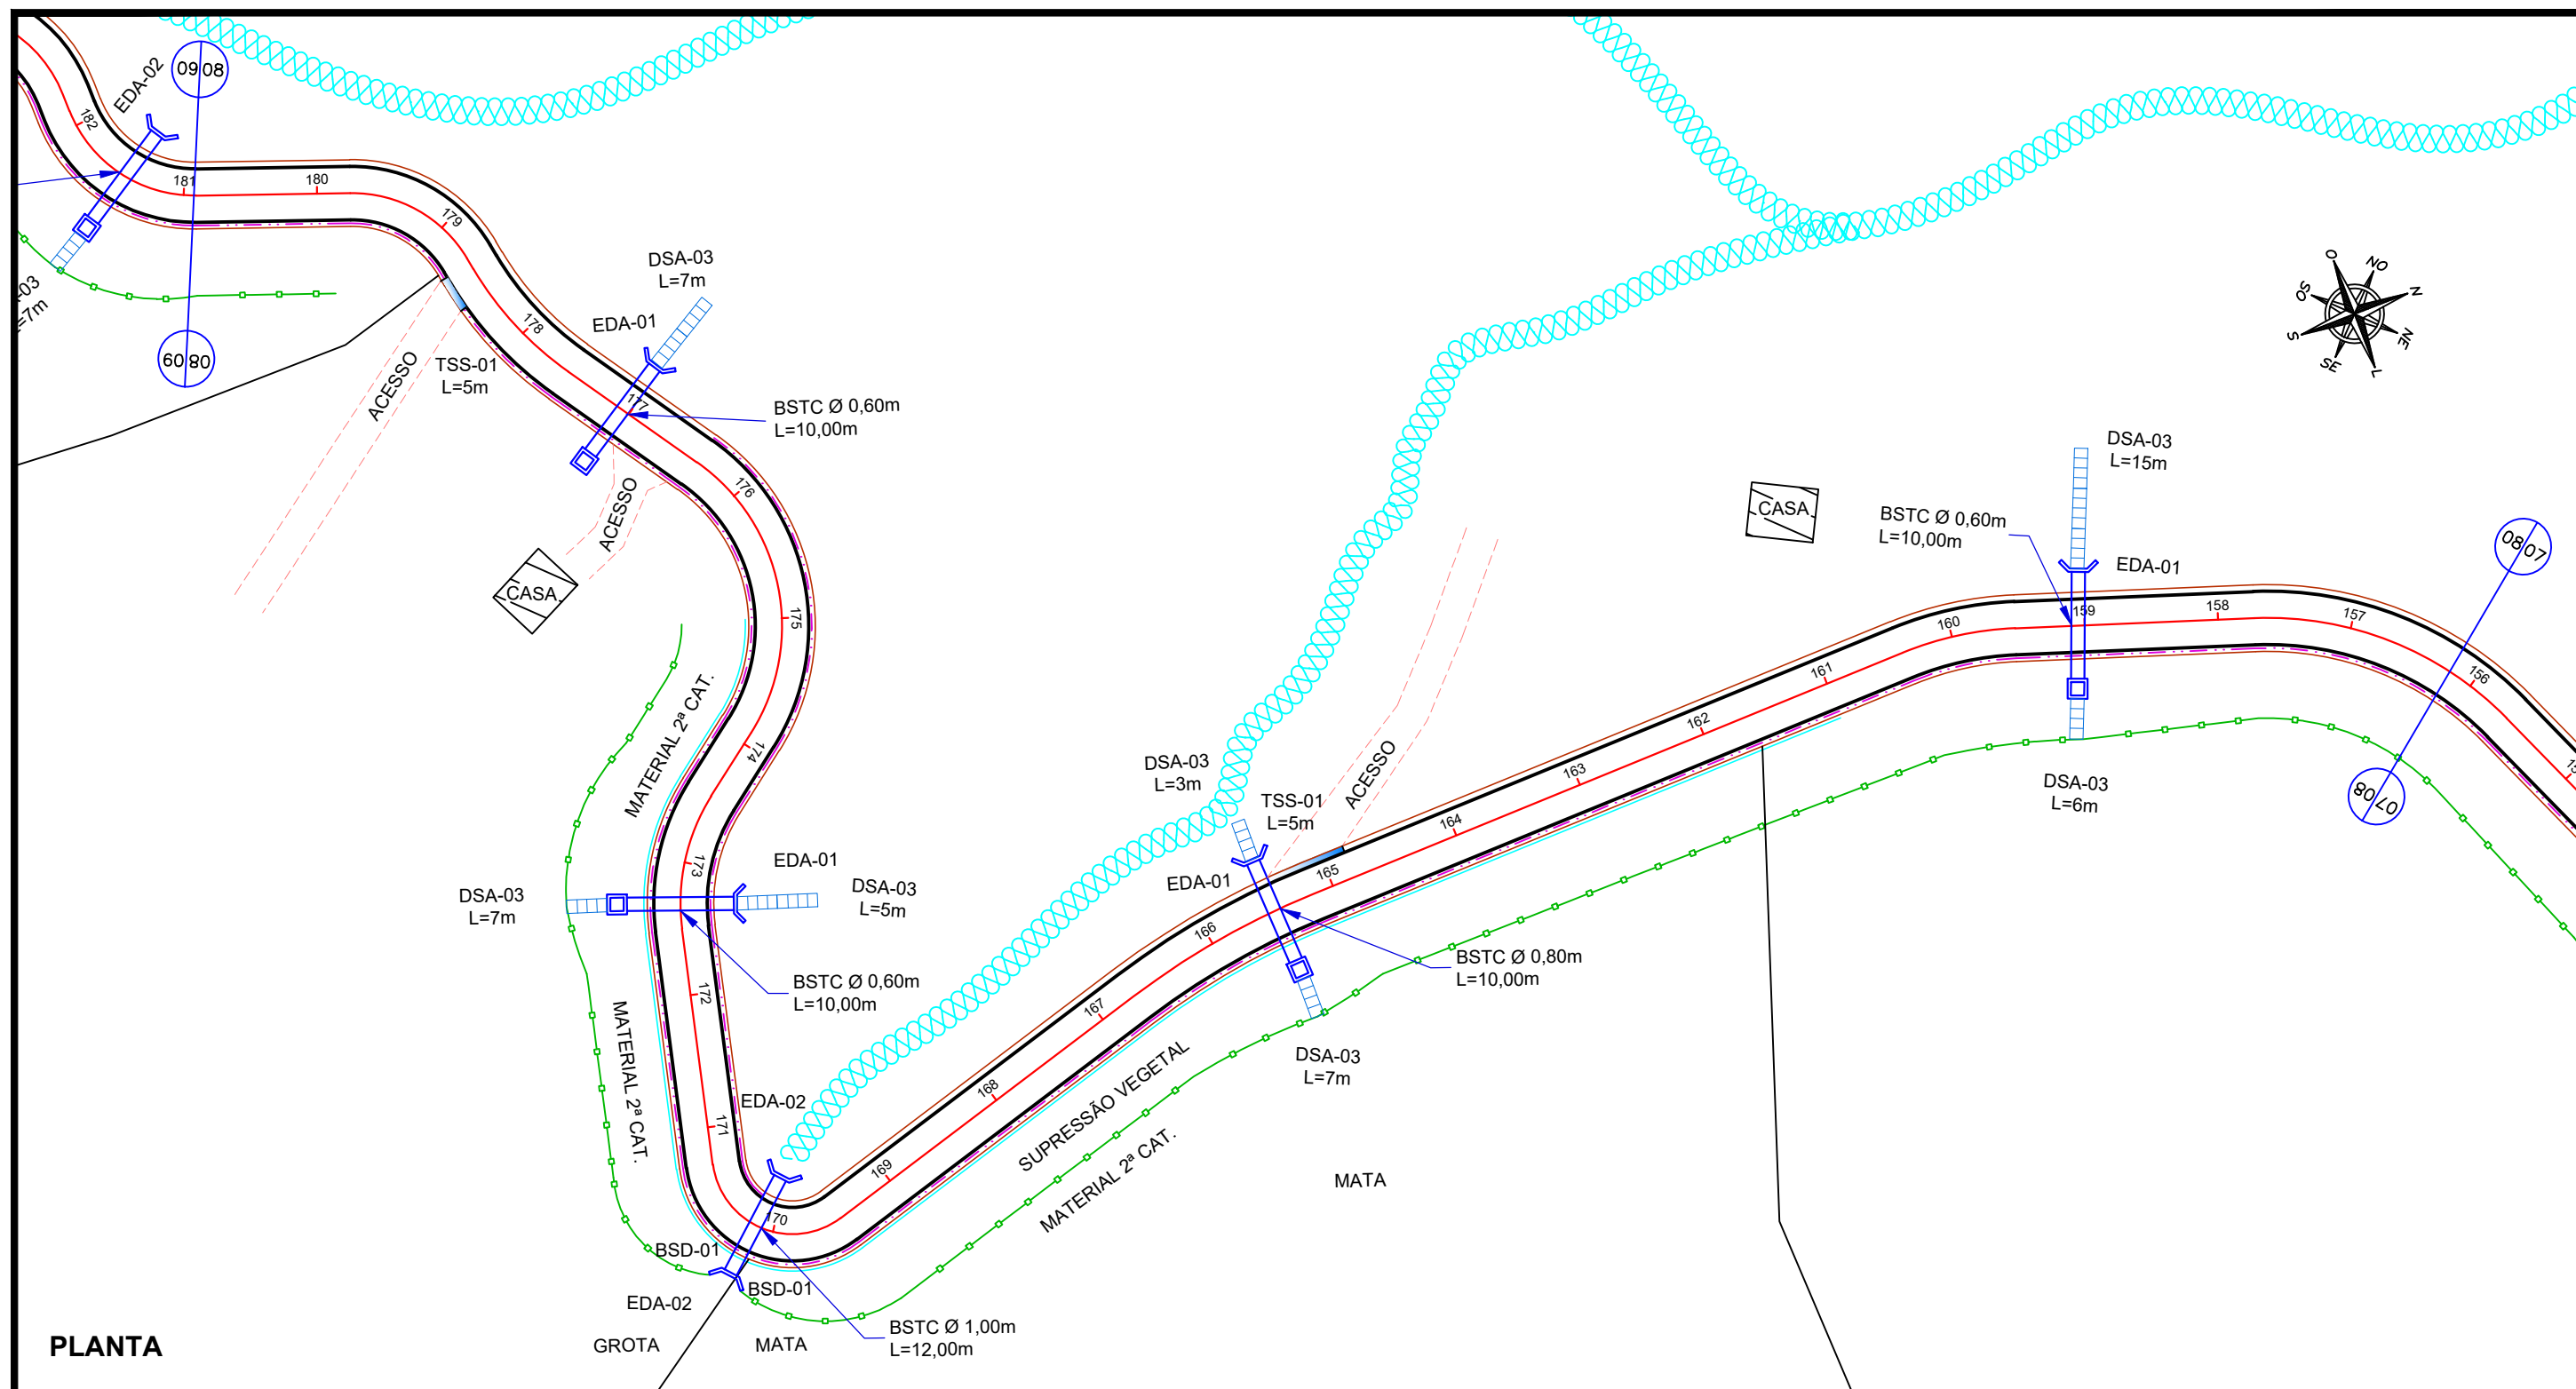 09 08
EDA-02
182
181
180
179
178
177
176
175
174
173
172
171
170
169
168
167
166
165
164
163
162
161
160
159
158
157
156
-03
L=7m
08 09
ACESSO
TSS-01
L=5m
DSA-03
L=7m
EDA-01
BSTC Ø 0,60m
L=10,00m
ACESSO
CASA
MATERIAL 2ª CAT.
DSA-03
L=7m
EDA-01
DSA-03
L=5m
BSTC Ø 0,60m
L=10,00m
MATERIAL 2ª CAT.
EDA-02
BSD-01
BSD-01
EDA-02
GROTA
MATA
BSTC Ø 1,00m
L=12,00m
SUPRESSÃO VEGETAL
MATERIAL 2ª CAT.
MATA
DSA-03
L=3m
TSS-01
L=5m
ACESSO
EDA-01
BSTC Ø 0,80m
L=10,00m
DSA-03
L=7m
CASA
BSTC Ø 0,60m
L=10,00m
DSA-03
L=15m
EDA-01
DSA-03
L=6m
08 07
07 08
O
NO
N
NE
L
SE
S
SO
PLANTA